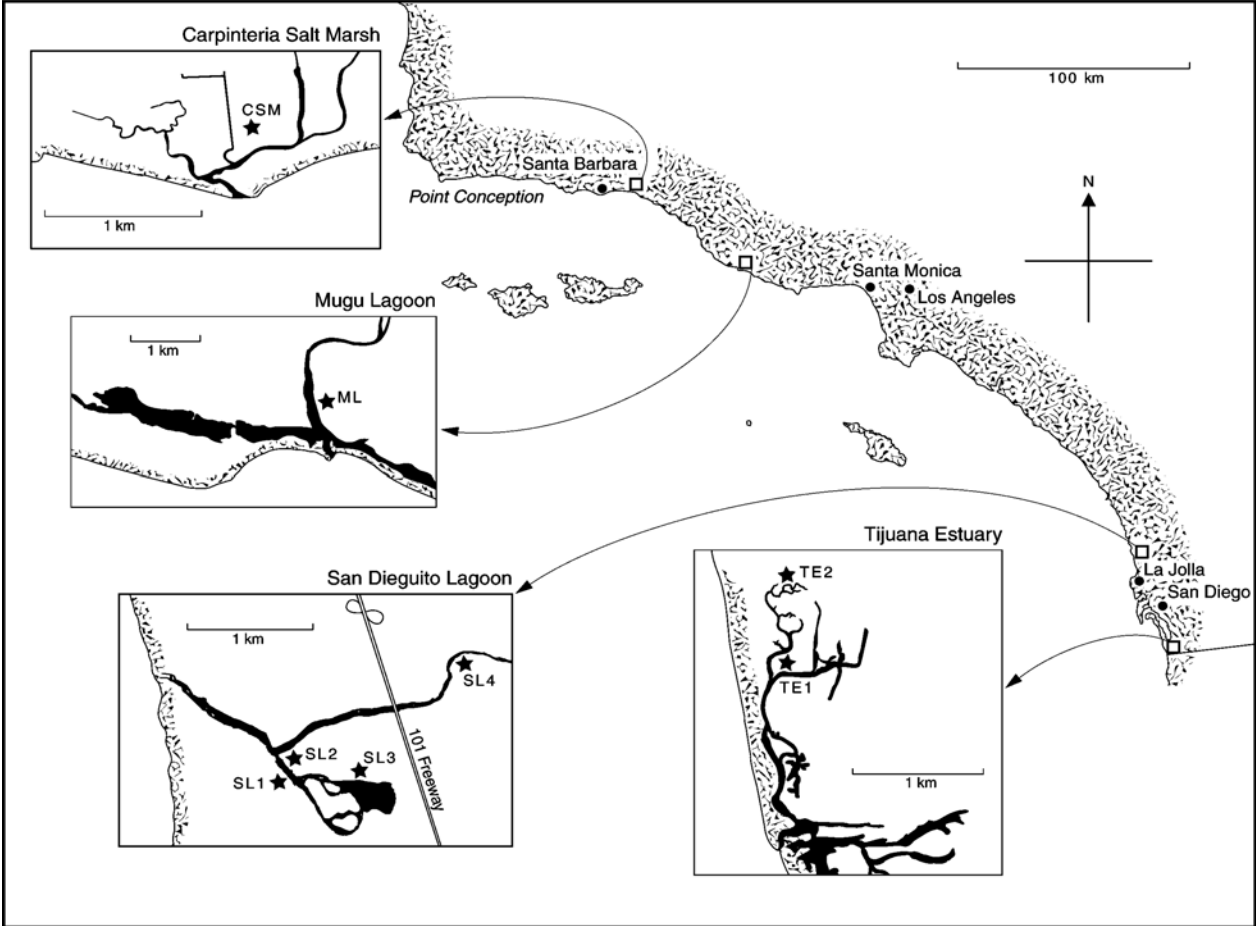 Carpinteria Salt Marsh
CSM
1 km
100 km
Santa Barbara
Point Conception
N
Santa Monica
Los Angeles
Mugu Lagoon
1 km
ML
San Dieguito Lagoon
1 km
SL4
SL2
SL3
SL1
101 Freeway
Tijuana Estuary
TE2
TE1
1 km
La Jolla
San Diego